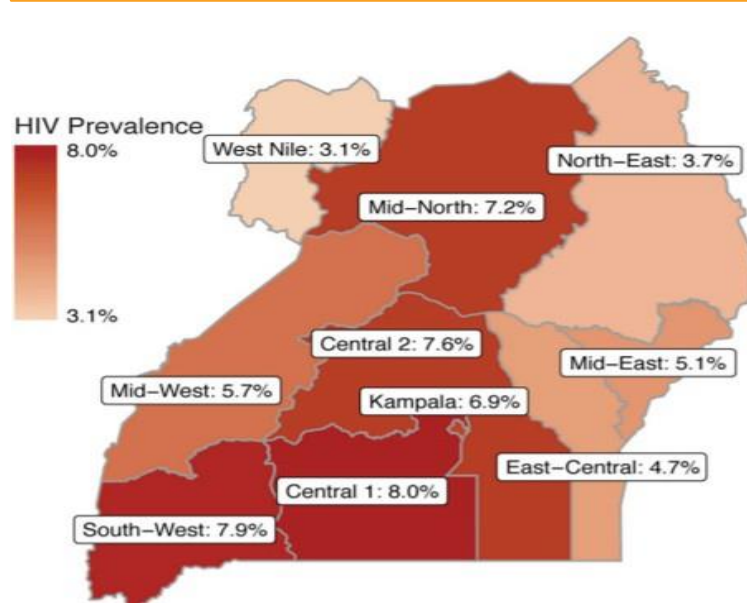 HIV Prevalence
8.0%
3.1%
West Nile: 3.1%
North-East: 3.7%
Mid-North: 7.2%
Central 2: 7.6%
Mid-East: 5.1%
Mid-West: 5.7%
Kampala: 6.9%
East-Central: 4.7%
Central 1: 8.0%
South-West: 7.9%